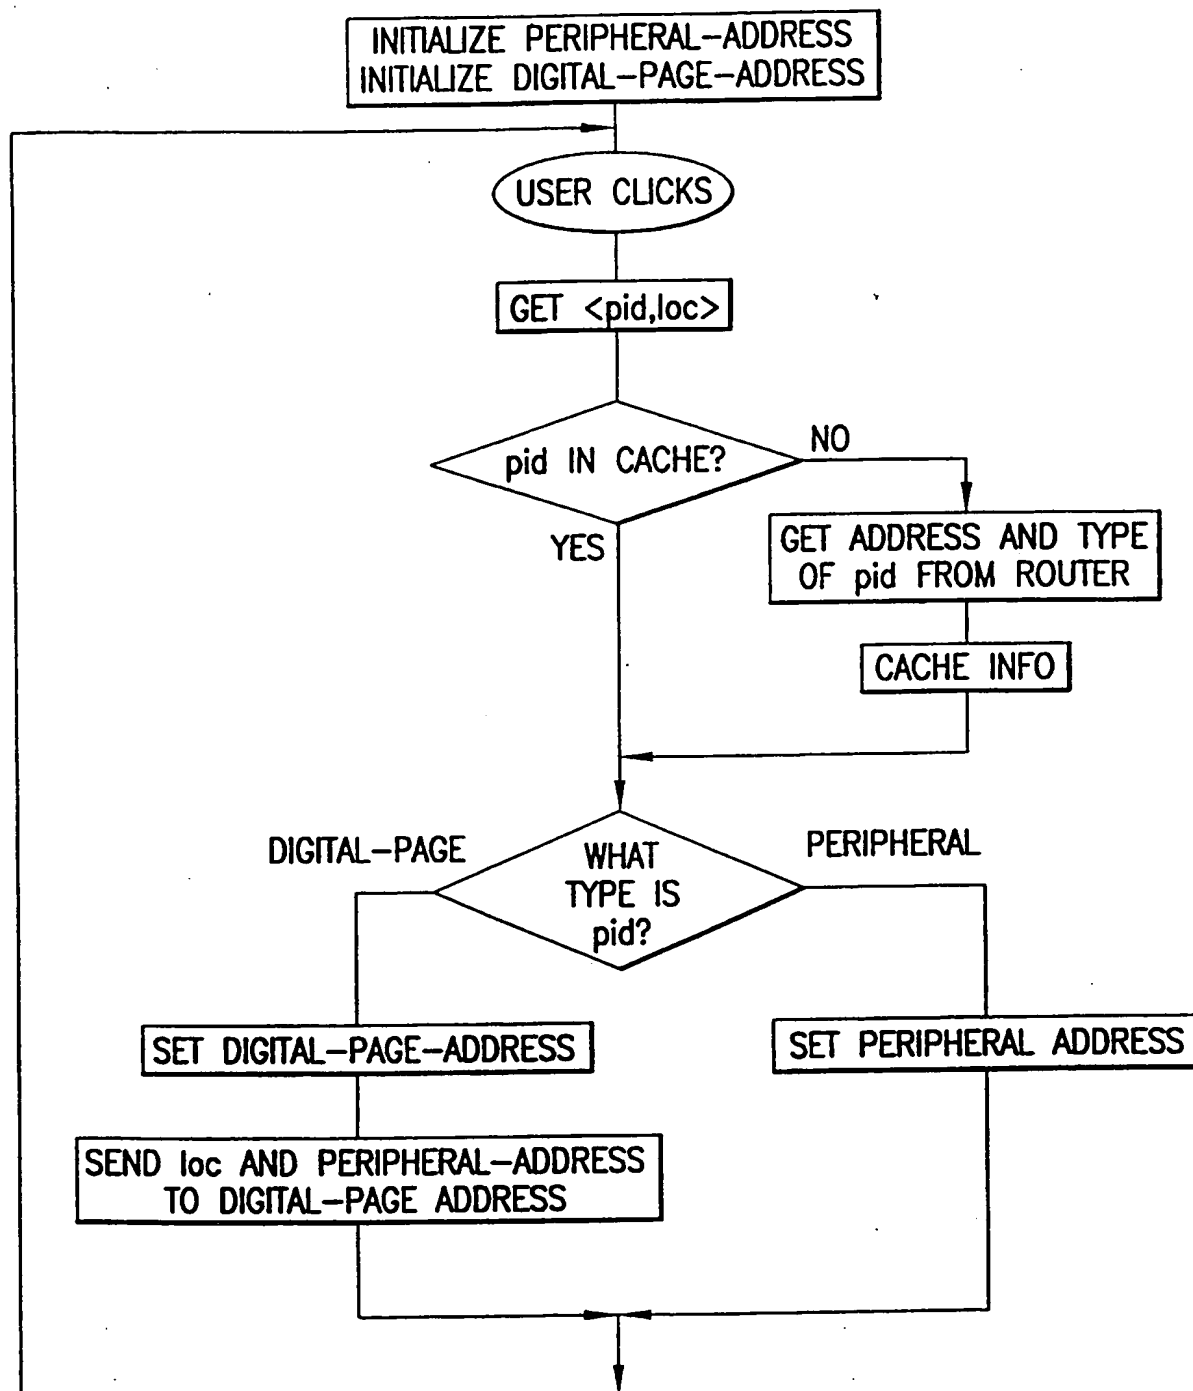 INITIALIZE PERIPHERAL-ADDRESS
INITIALIZE DIGITAL-PAGE-ADDRESS
USER CLICKS
GET <pid,loc>
pid IN CACHE?
NO
YES
GET ADDRESS AND TYPE
OF pid FROM ROUTER
CACHE INFO
DIGITAL-PAGE
WHAT
TYPE IS
pid?
PERIPHERAL
SET DIGITAL-PAGE-ADDRESS
SET PERIPHERAL ADDRESS
SEND loc AND PERIPHERAL-ADDRESS
TO DIGITAL-PAGE ADDRESS